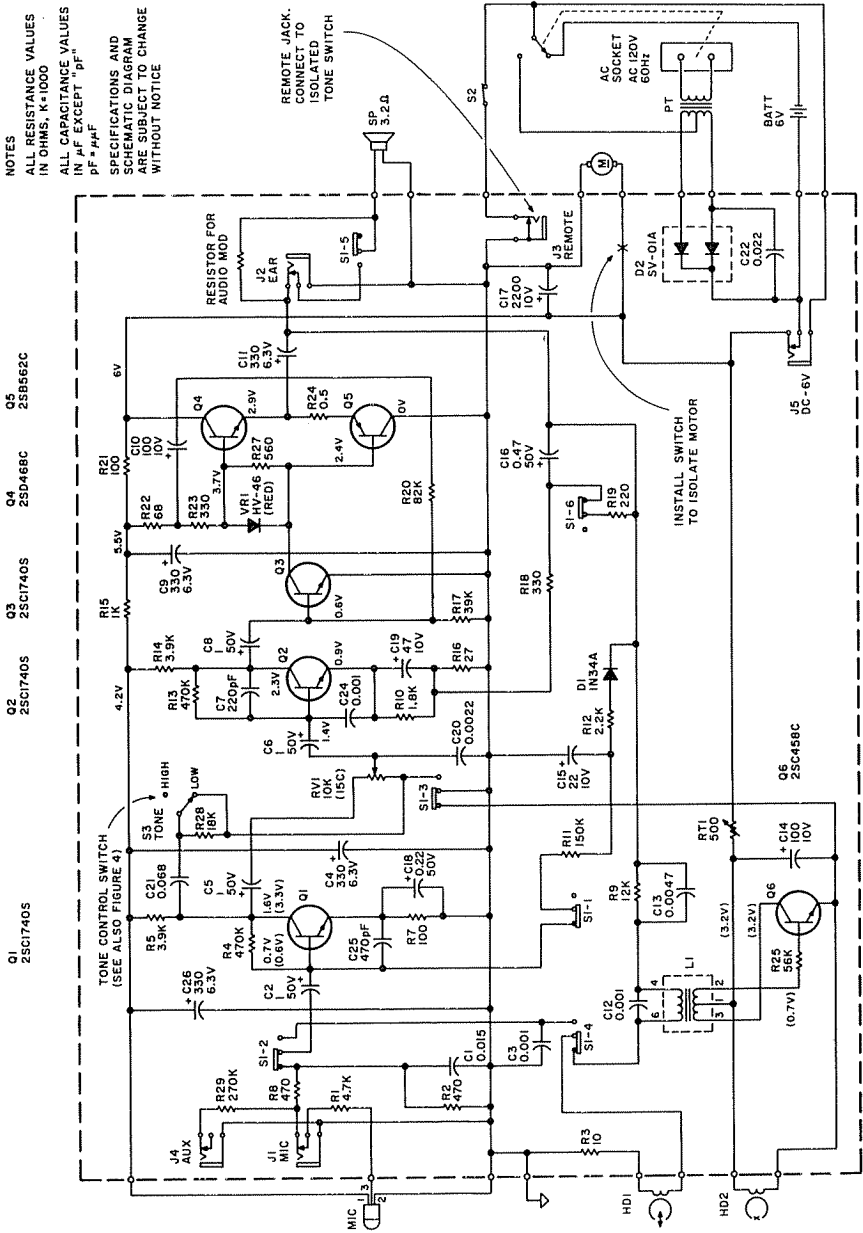 NOTES
ALL RESISTANCE VALUES
IN OHMS, K=1000
ALL CAPACITANCE VALUES
IN µF EXCEPT "pF"
pF = µµF
SPECIFICATIONS AND
SCHEMATIC DIAGRAM
ARE SUBJECT TO CHANGE
WITHOUT NOTICE
Q1
2SC1740S
Q2
2SC1740S
Q3
2SC1740S
Q4
2SD468C
Q5
2SB562C
TONE CONTROL SWITCH
(SEE ALSO FIGURE 4)
REMOTE JACK.
CONNECT TO
ISOLATED
TONE SWITCH
RESISTOR FOR
AUDIO MOD
SP
3.2Ω
S2
AC
SOCKET
AC 120V
60Hz
PT
BATT
6V
M
J2
EAR
S1-5
J3
REMOTE
C17
2200
10V
+
D2
SV-01A
C22
0.022
J5
DC-6V
INSTALL SWITCH
TO ISOLATE MOTOR
6V
R21
100
C10
100
10V
+
Q4
2.9V
C11
330
6.3V
+
R24
0.5
Q5
0V
2.4V
3.7V
R27
560
R22
68
R23
330
VR1
HV-46
(RED)
R20
82K
5.5V
C9
330
6.3V
+
Q3
0.6V
R15
1K
R17
39K
C8
1
50V
+
R14
3.9K
R13
470K
C7
220pF
Q2
2.3V
0.9V
1.4V
C19
47
10V
+
C24
0.001
R10
1.8K
R16
27
4.2V
C6
1
50V
+
C20
0.0022
RV1
10K
(15C)
S1-3
HIGH
LOW
S3
TONE
R28
18K
C21
0.068
C5
1
50V
+
C4
330
6.3V
+
R5
3.9K
R4
470K
1.6V
(3.3V)
Q1
0.7V
(0.6V)
C18
0.22
50V
+
C25
470pF
R7
100
C26
330
6.3V
+
C2
1
50V
+
S1-2
R29
270K
R8
470
R1
4.7K
J4
AUX
J1
MIC
R2
470
C1
0.015
C3
0.001
MIC
1
3
2
C16
0.47
50V
+
S1-6
R19
220
R18
330
D1
1N34A
R12
2.2K
C15
22
10V
+
R11
150K
S1-1
R9
12K
C13
0.0047
C12
0.001
S1-4
L1
4
6
2
1
3
RT1
500
C14
100
10V
+
Q6
2SC458C
Q6
(3.2V)
(3.2V)
R25
56K
(0.7V)
R3
10
HD1
HD2
X